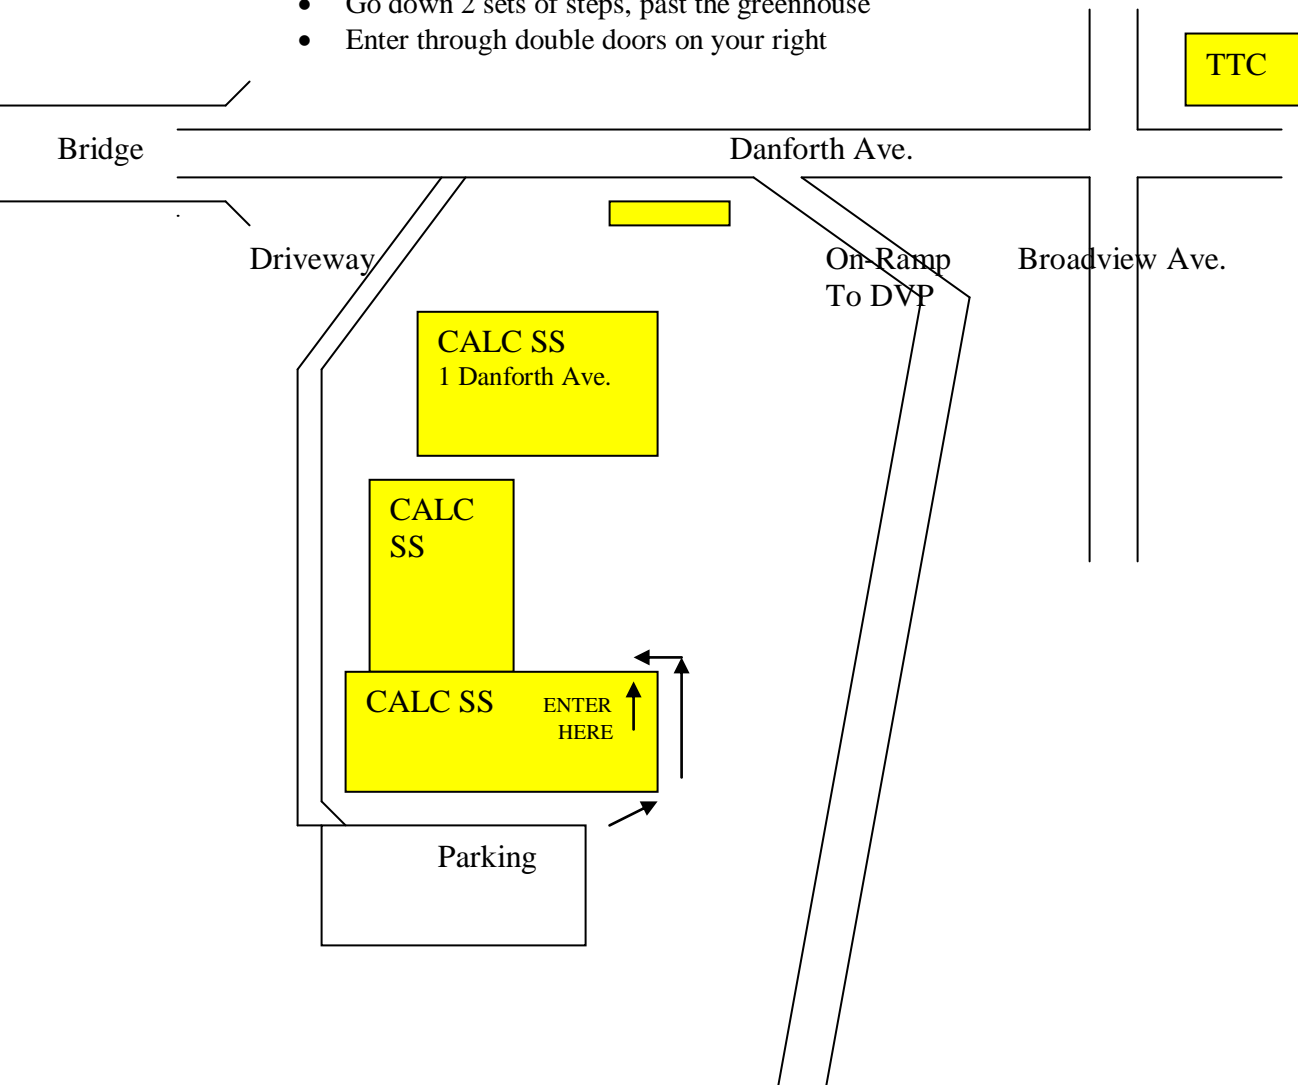 • Go down 2 sets of steps, past the greenhouse
• Enter through double doors on your right
TTC
Bridge
Danforth Ave.
Driveway
On-Ramp
To DVP
Broadview Ave.
CALC SS
1 Danforth Ave.
CALC
SS
CALC SS
ENTER
HERE
Parking